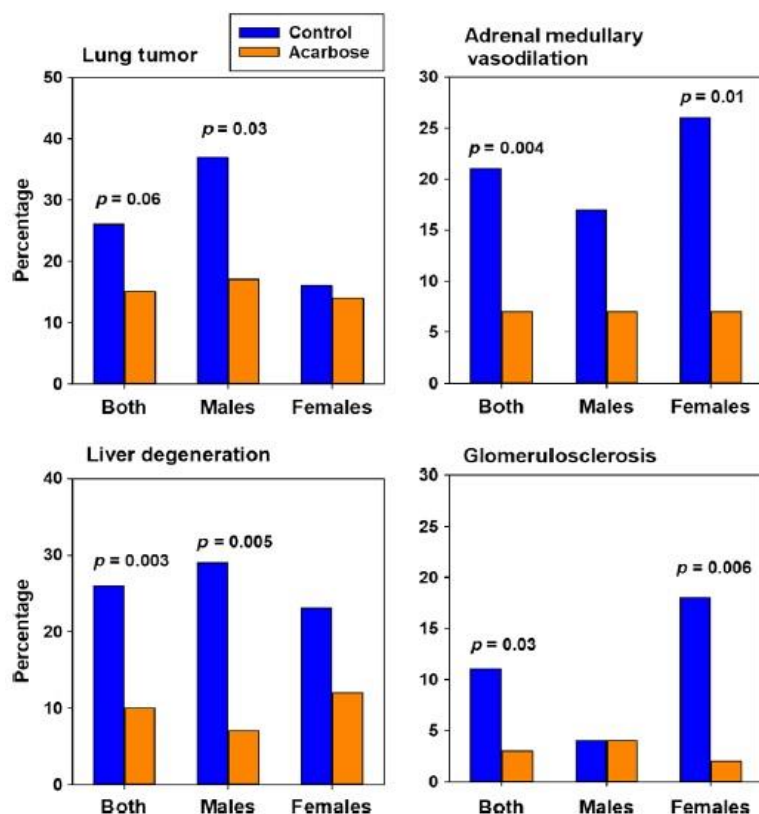 Control
Acarbose
Lung tumor
Percentage
50
40
30
20
10
0
p = 0.06
p = 0.03
Both Males Females
Adrenal medullary
vasodilation
30
25
20
15
10
5
0
p = 0.004
p = 0.01
Both Males Females
Liver degeneration
Percentage
40
30
20
10
0
p = 0.003
p = 0.005
Both Males Females
Glomerulosclerosis
30
25
20
15
10
5
0
p = 0.03
p = 0.006
Both Males Females